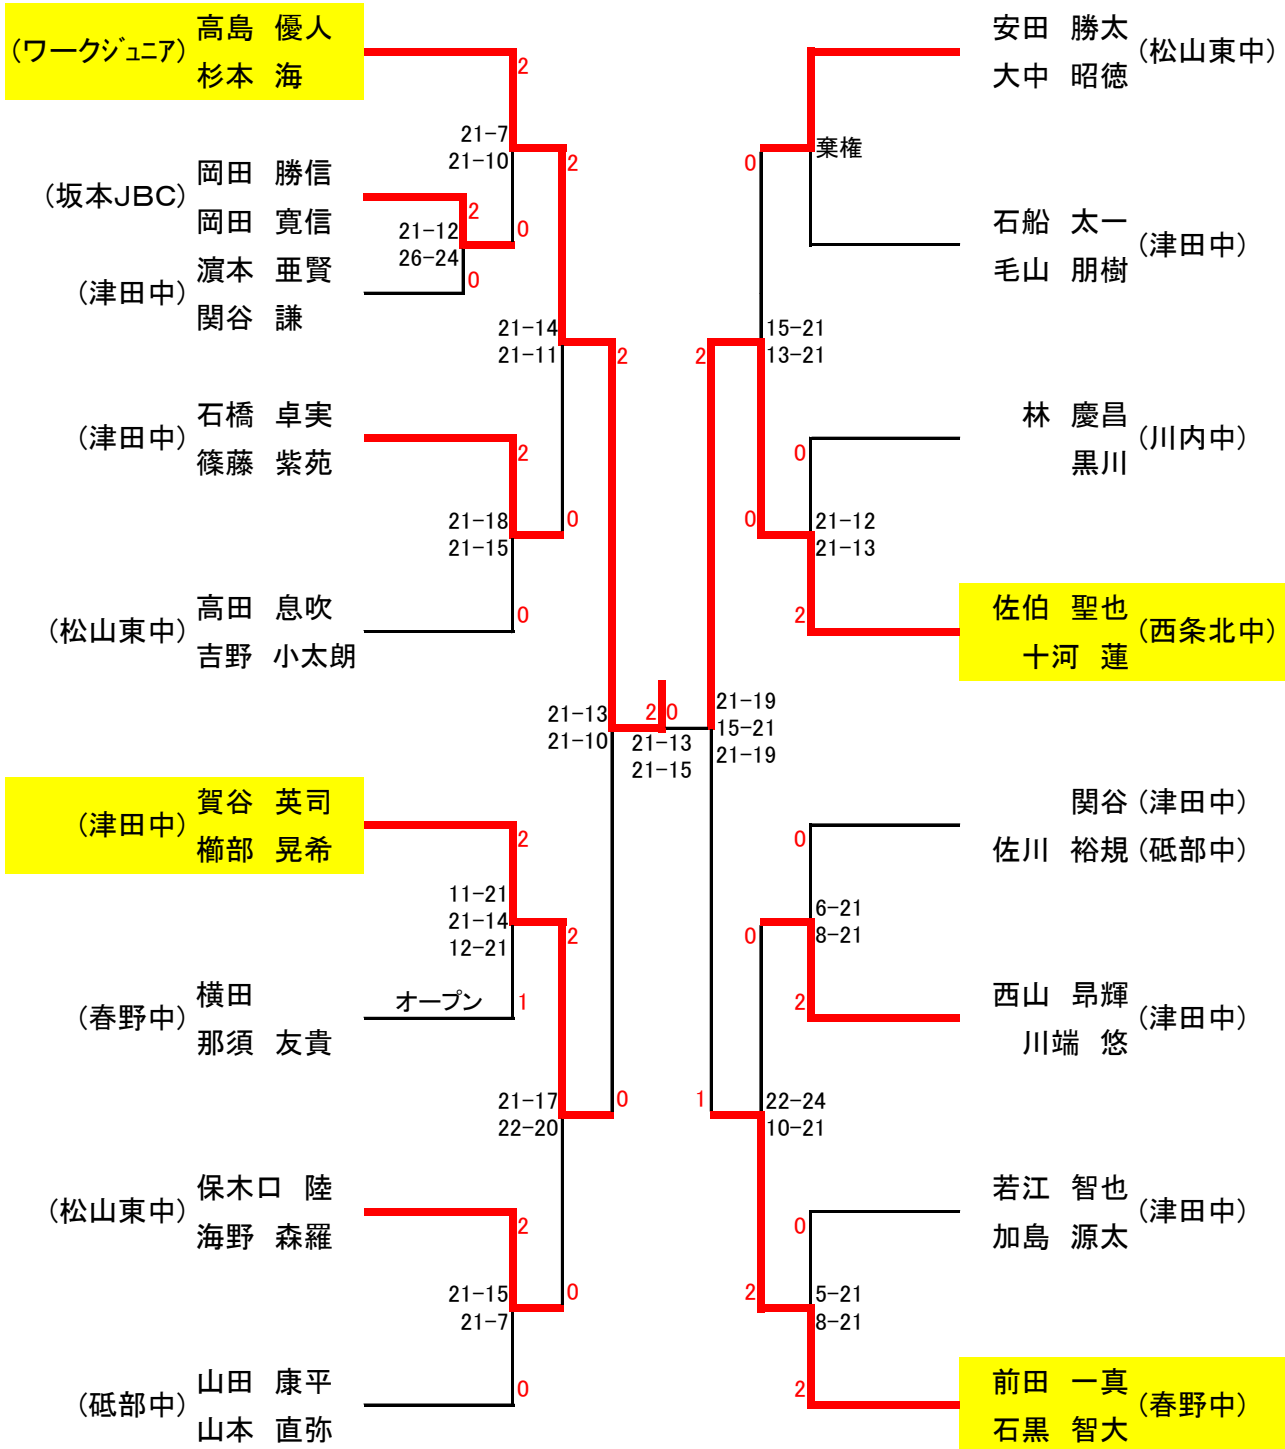 (ワークジュニア) 高島 優人
杉本 海
2
21-7
21-10
2
(坂本JBC) 岡田 勝信
岡田 寛信
2
0
21-12
26-24
(津田中) 濵本 亜賢
関谷 謙
0
21-14
21-11
2
(津田中) 石橋 卓実
篠藤 紫苑
2
21-18
21-15
0
(松山東中) 高田 息吹
吉野 小太朗
0
21-13
21-10
(津田中) 賀谷 英司
櫛部 晃希
2
11-21
21-14
12-21
2
(春野中) 横田
那須 友貴
オープン
1
21-17
22-20
0
(松山東中) 保木口 陸
海野 森羅
2
21-15
21-7
0
(砥部中) 山田 康平
山本 直弥
0
2 0
21-13
21-15
安田 勝太 (松山東中)
大中 昭徳
0
棄権
石船 太一 (津田中)
毛山 朋樹
15-21
13-21
2
林 慶昌 (川内中)
黒川
0
0
21-12
21-13
佐伯 聖也 (西条北中)
十河 蓮
2
21-19
15-21
21-19
関谷 (津田中)
佐川 裕規 (砥部中)
0
6-21
8-21
0
西山 昂輝 (津田中)
川端 悠
2
1
22-24
10-21
若江 智也 (津田中)
加島 源太
0
2
5-21
8-21
前田 一真 (春野中)
石黒 智大
2